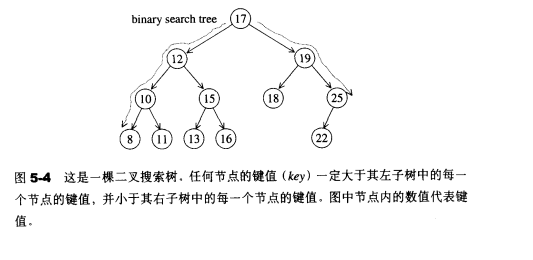 binary search tree 17
12 19
10 15 18 25
8 11 13 16 22
图 5-4 这是一棵二叉搜索树。任何节点的键值（key）一定大于其左子树中的每一
个节点的键值，并小于其右子树中的每一个节点的键值。图中节点内的数值代表键
值。